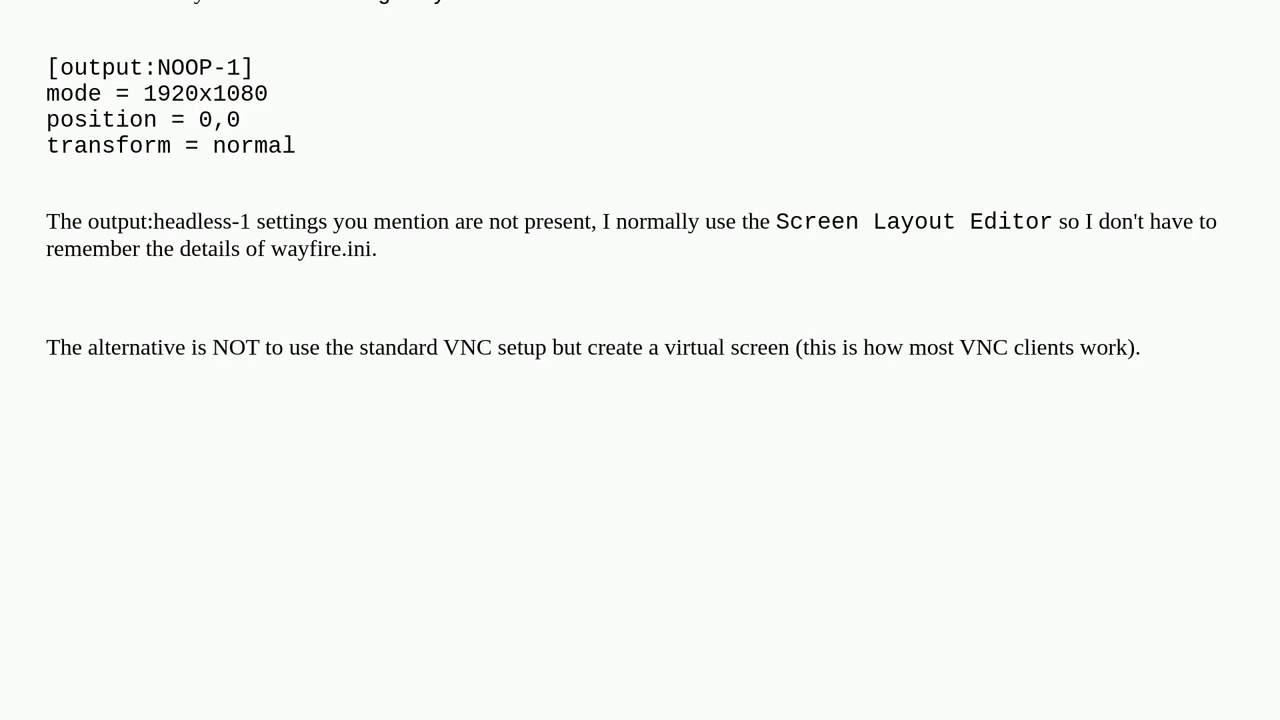 [output:NOOP-1]
mode = 1920x1080
position = 0,0
transform = normal
The output:headless-1 settings you mention are not present, I normally use the Screen Layout Editor so I don't have to
remember the details of wayfire.ini.
The alternative is NOT to use the standard VNC setup but create a virtual screen (this is how most VNC clients work).